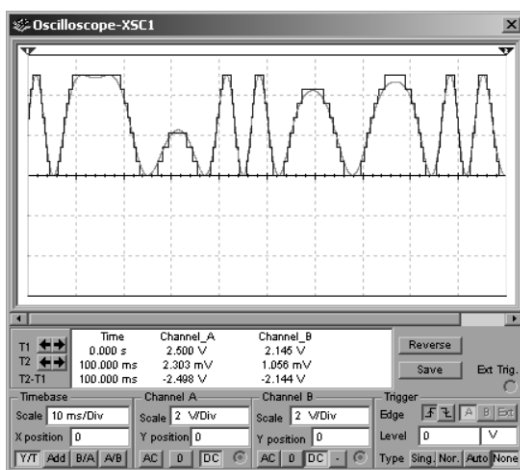 Oscilloscope-XSC1
1 2
Time Channel_A Channel_B
T1 0.000 s 2.500 V 2.145 V
T2 100.000 ms 2.303 mV 1.056 mV
T2-T1 100.000 ms -2.498 V -2.144 V
Reverse
Save
Ext Trig.
Timebase Channel A Channel B Trigger
Scale 10 ms/Div Scale 2 V/Div Scale 2 V/Div Edge A B Ext
X position 0 Y position 0 Y position 0 Level 0 V
Y/T Add B/A A/B AC 0 DC AC 0 DC - Type Sing. Nor. Auto None